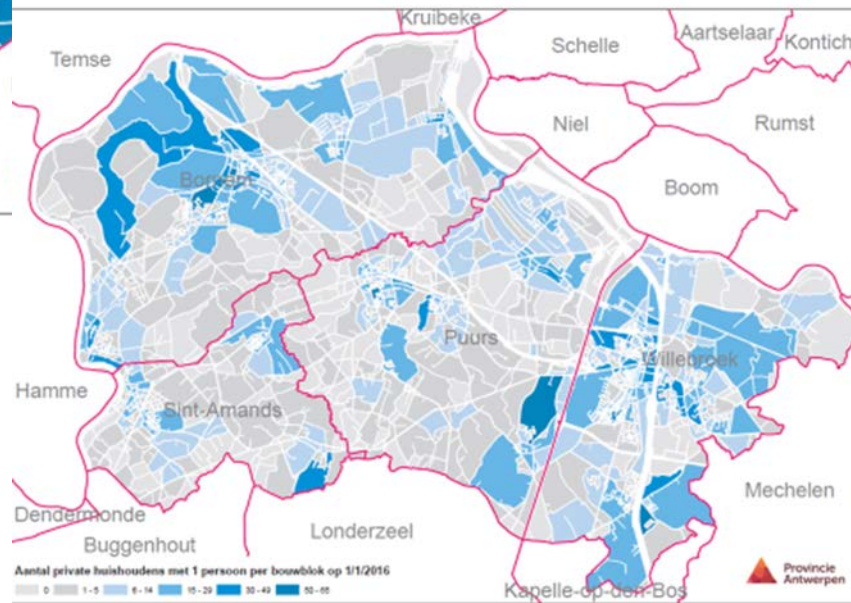 Kruibeke
Temse
Schelle
Aartselaar
Kontich
Niel
Rumst
Bornem
Boom
Puurs
Willebroek
Hamme
Sint-Amands
Mechelen
Dendermonde
Londerzeel
Buggenhout
Aantal private huishoudens met 1 persoon per bouwblok op 1/1/2016
0 1 - 5 6 - 14 15 - 29 30 - 49 50 - 65
Kapelle-op-den-Bos
Provincie
Antwerpen